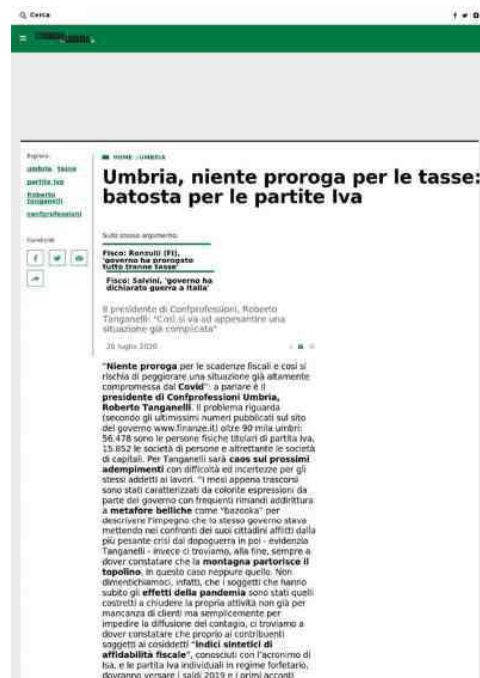 Cerca
HOME / UMBRIA
Esplora:
umbria tasse
partita iva
Roberto
Tanganelli
confprofessioni
Condividi:
Umbria, niente proroga per le tasse:
batosta per le partite Iva
Sullo stesso argomento:
Fisco: Ronzulli (FI),
'governo ha prorogato
tutto tranne tasse'
Fisco: Salvini, 'governo ha
dichiarato guerra a Italia'
Il presidente di Confprofessioni, Roberto
Tanganelli: "Così si va ad appesantire una
situazione già complicata"
20 luglio 2020
"Niente proroga per le scadenze fiscali e così si
rischia di peggiorare una situazione già altamente
compromessa dal Covid": a parlare è il
presidente di Confprofessioni Umbria,
Roberto Tanganelli. Il problema riguarda
(secondo gli ultimissimi numeri pubblicati sul sito
del governo www.finanze.it) oltre 90 mila umbri:
56.478 sono le persone fisiche titolari di partita Iva,
15.852 le società di persone e altrettante le società
di capitali. Per Tanganelli sarà caos sui prossimi
adempimenti con difficoltà ed incertezze per gli
stessi addetti ai lavori. "I mesi appena trascorsi
sono stati caratterizzati da colorite espressioni da
parte del governo con frequenti rimandi addirittura
a metafore belliche come "bazooka" per
descrivere l'impegno che lo stesso governo stava
mettendo nei confronti dei suoi cittadini afflitti dalla
più pesante crisi dal dopoguerra in poi - evidenzia
Tanganelli - invece ci troviamo, alla fine, sempre a
dover constatare che la montagna partorisce il
topolino. In questo caso neppure quello. Non
dimentichiamoci, infatti, che i soggetti che hanno
subito gli effetti della pandemia sono stati quelli
costretti a chiudere la propria attività non già per
mancanza di clienti ma semplicemente per
impedire la diffusione del contagio, ci troviamo a
dover constatare che proprio ai contribuenti
soggetti ai cosiddetti "indici sintetici di
affidabilità fiscale", conosciuti con l'acronimo di
Isa, e le partita Iva individuali in regime forfetario,
dovranno versare i saldi 2019 e i primi acconti